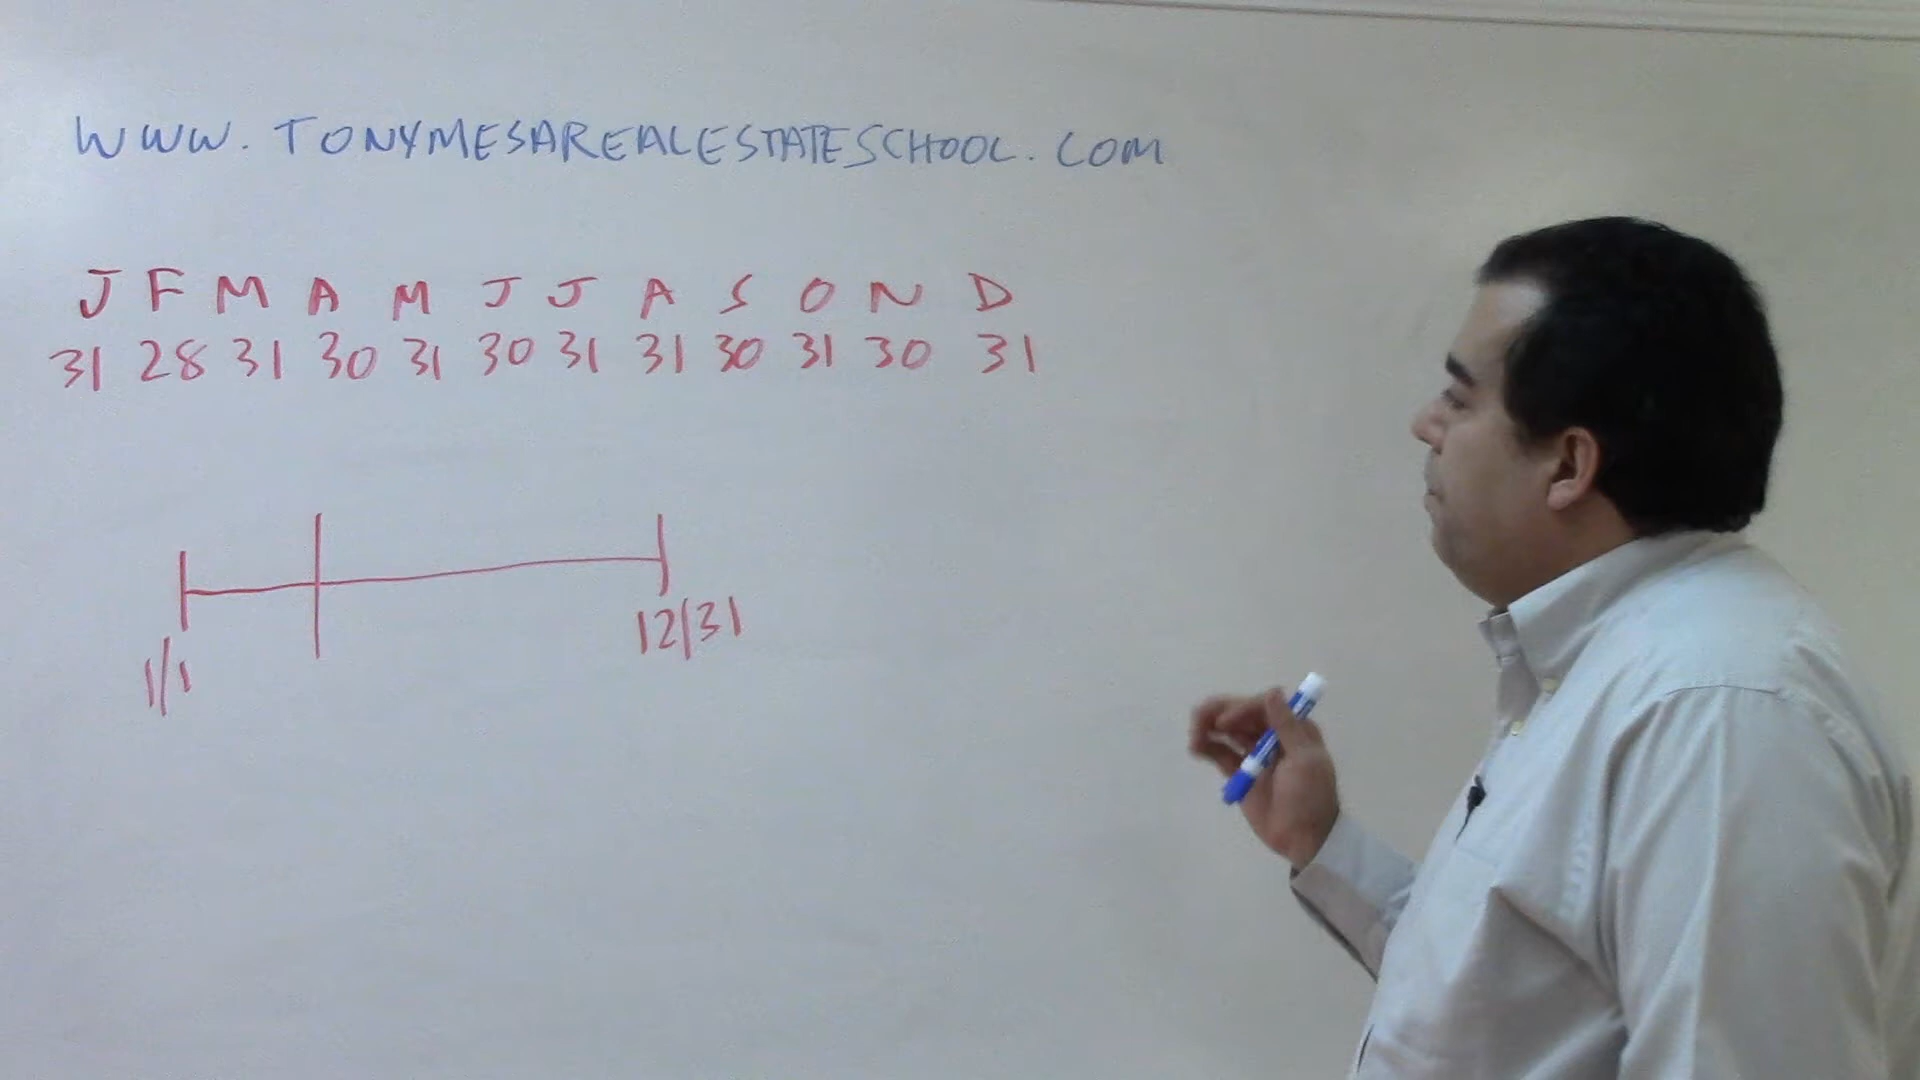 WWW.TONYMESAREALESTATESCHOOL.COM
J F M A M J J A S O N D
31 28 31 30 31 30 31 31 30 31 30 31
1/1
12/31